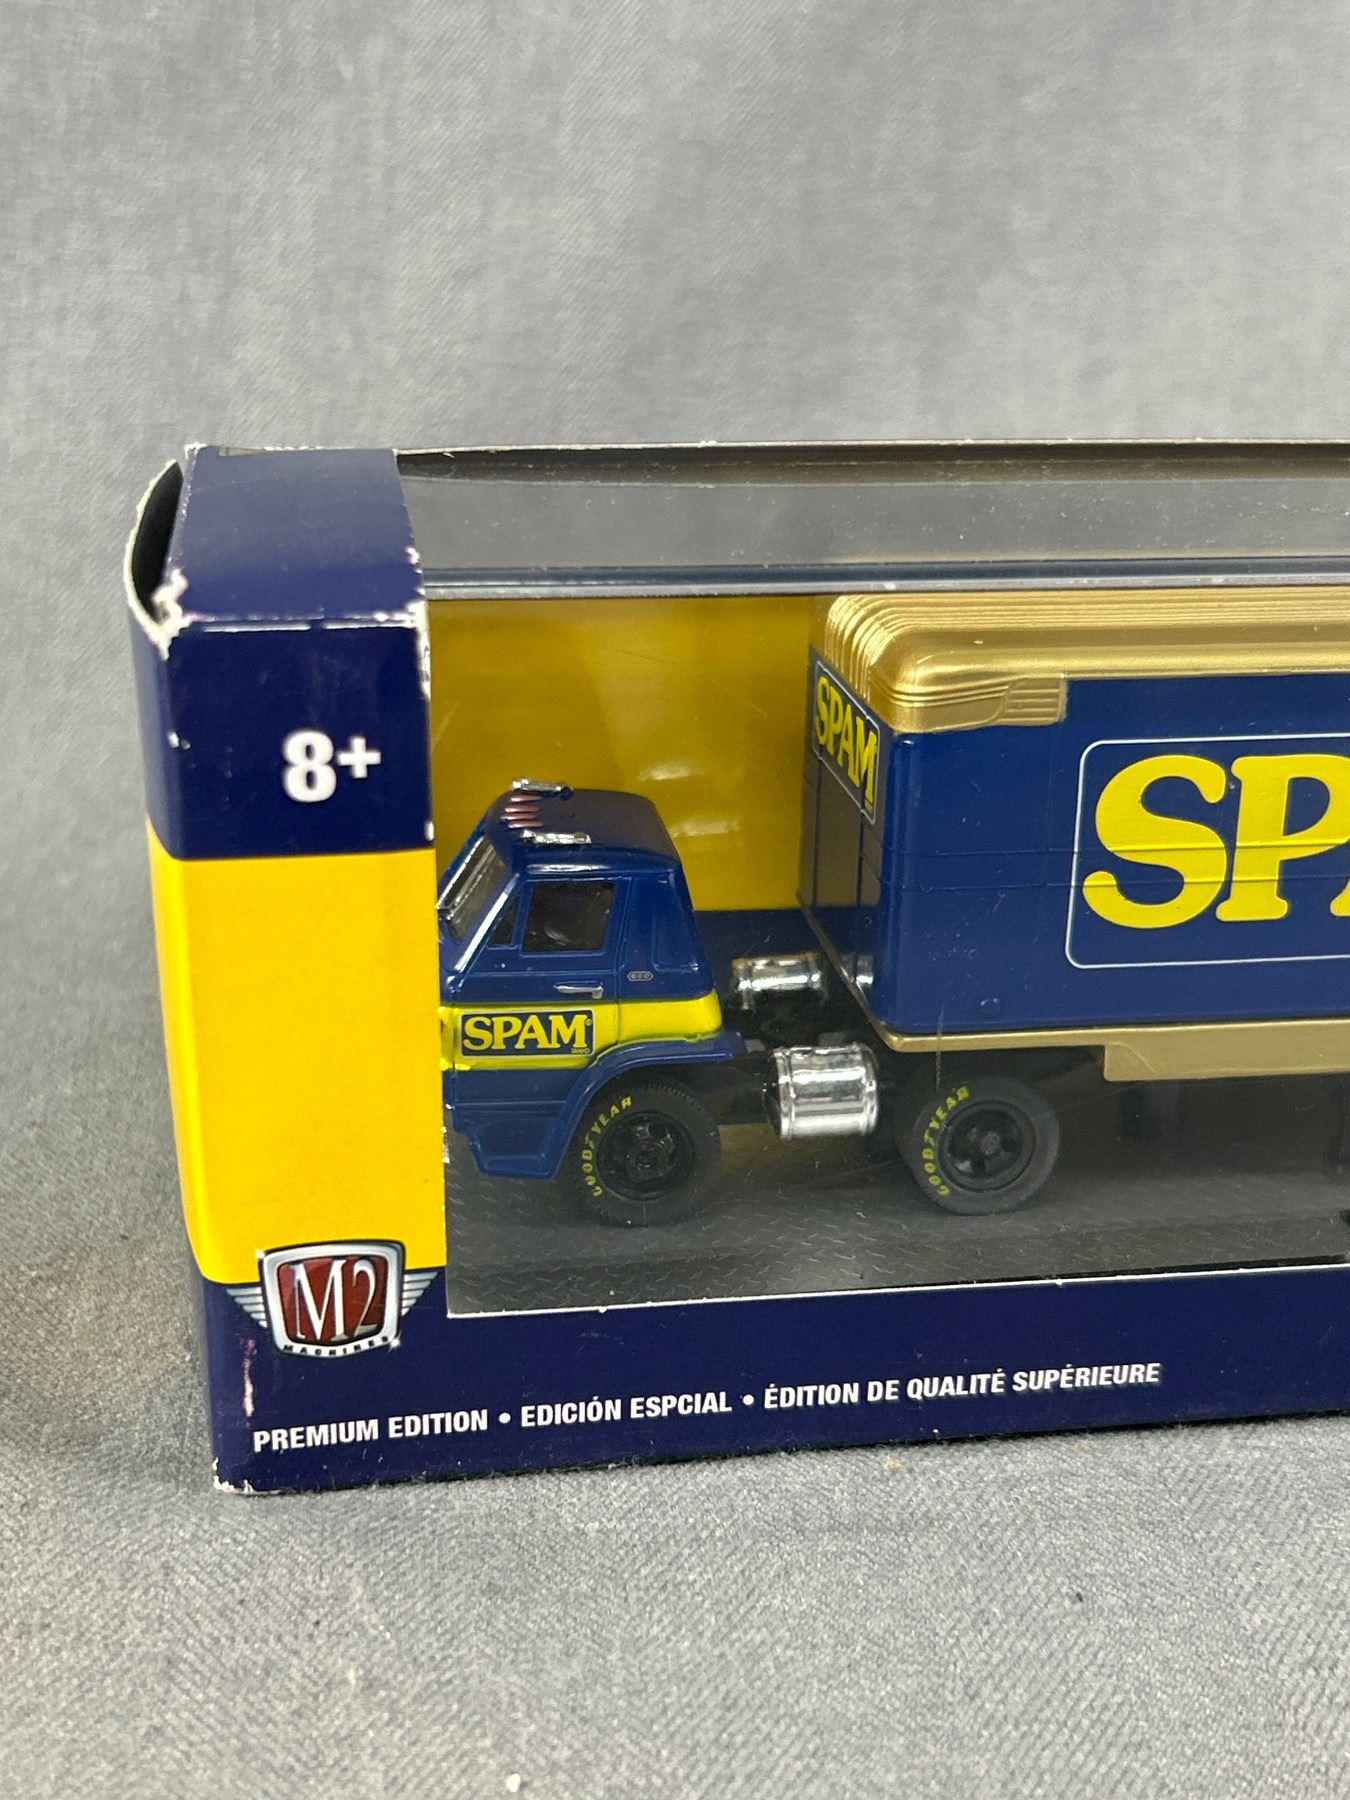 8+
SPAM
SPA
SPAM®
GOODYEAR
GOODYEAR
M2
MACHINES
PREMIUM EDITION • EDICIÓN ESPCIAL • ÉDITION DE QUALITÉ SUPÉRIEURE